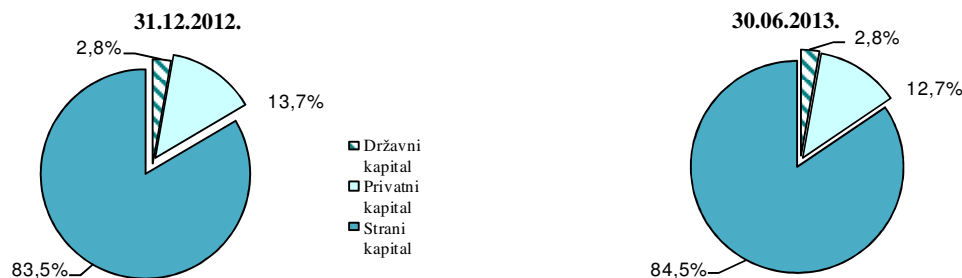 31.12.2012.
2,8%
13,7%
83,5%
Državni
kapital
Privatni
kapital
Strani
kapital
30.06.2013.
2,8%
12,7%
84,5%